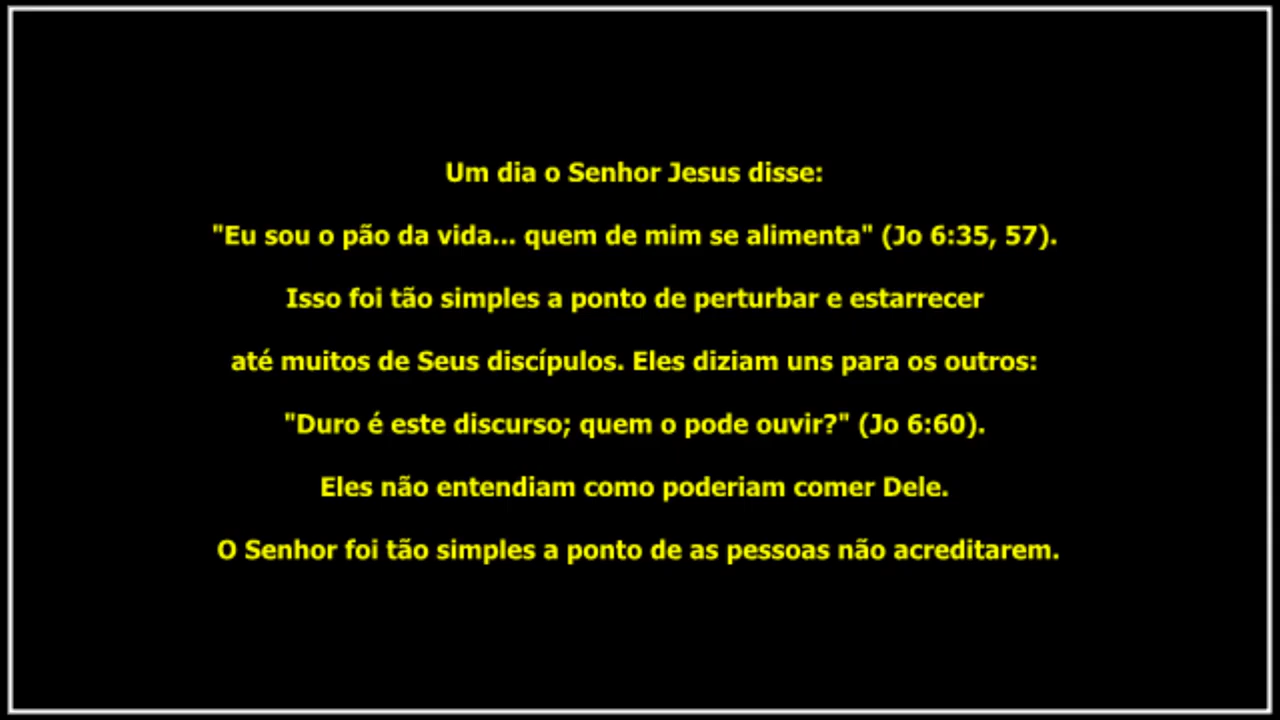 Um dia o Senhor Jesus disse:
"Eu sou o pão da vida... quem de mim se alimenta" (Jo 6:35, 57).
Isso foi tão simples a ponto de perturbar e estarrecer
até muitos de Seus discípulos. Eles diziam uns para os outros:
"Duro é este discurso; quem o pode ouvir?" (Jo 6:60).
Eles não entendiam como poderiam comer Dele.
O Senhor foi tão simples a ponto de as pessoas não acreditarem.